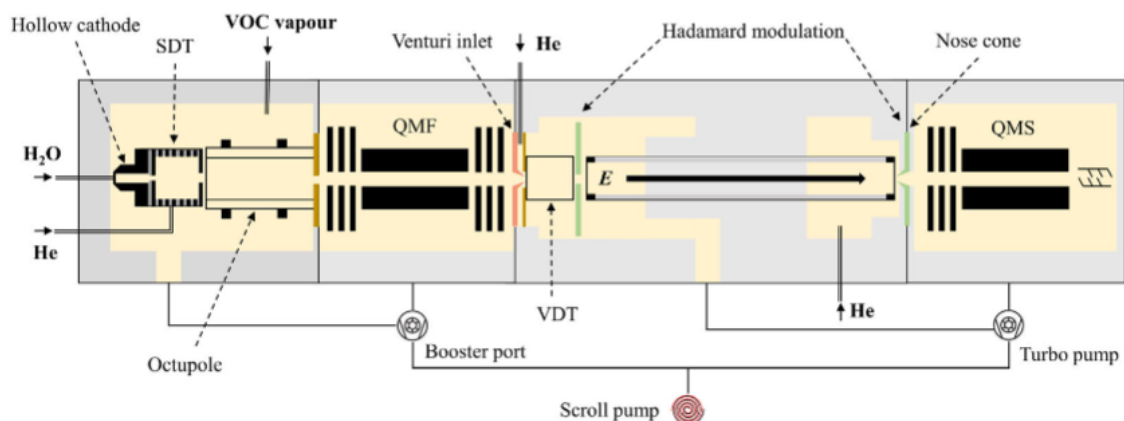 Hollow cathode
SDT
VOC vapour
Venturi inlet
He
Hadamard modulation
Nose cone
QMF
QMS
H₂O
E
He
VDT
He
Octupole
Booster port
Turbo pump
Scroll pump